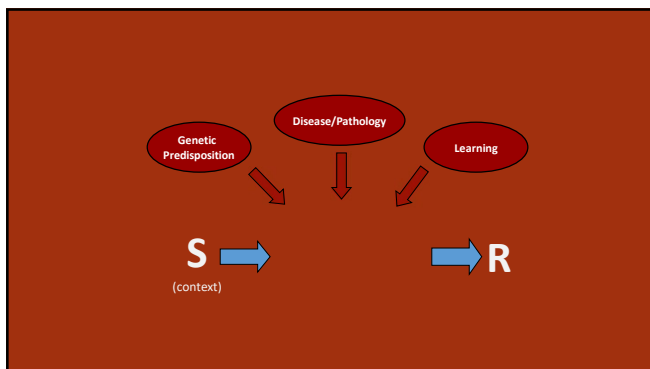 Disease/Pathology
Genetic
Predisposition
Learning
S
R
(context)